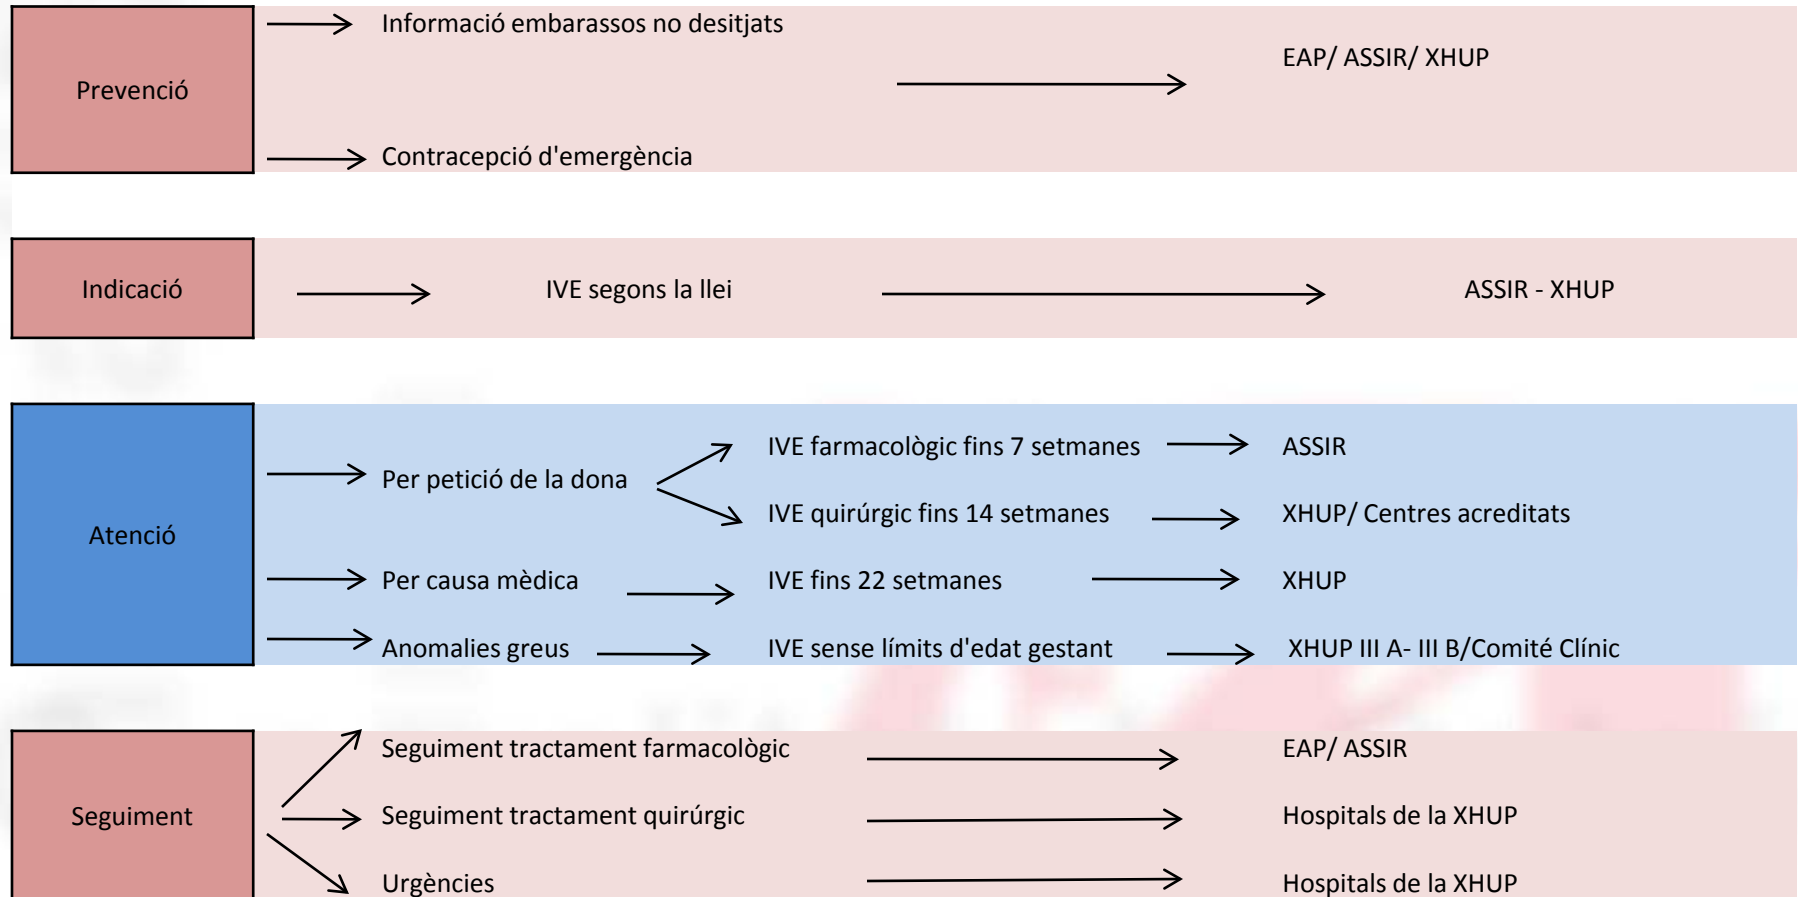 Prevenció
Informació embarassos no desitjats
EAP/ ASSIR/ XHUP
Contracepció d'emergència
Indicació
IVE segons la llei
ASSIR - XHUP
Atenció
Per petició de la dona
IVE farmacològic fins 7 setmanes
ASSIR
IVE quirúrgic fins 14 setmanes
XHUP/ Centres acreditats
Per causa mèdica
IVE fins 22 setmanes
XHUP
Anomalies greus
IVE sense límits d'edat gestant
XHUP III A- III B/Comité Clínic
Seguiment
Seguiment tractament farmacològic
EAP/ ASSIR
Seguiment tractament quirúrgic
Hospitals de la XHUP
Urgències
Hospitals de la XHUP